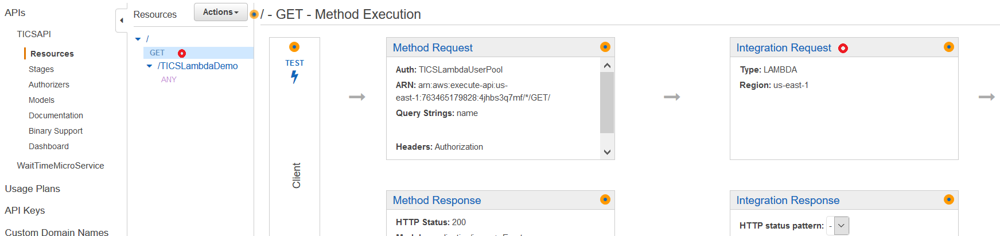 APIs
TICSAPI
Resources
Stages
Authorizers
Models
Documentation
Binary Support
Dashboard
WaitTimeMicroService
Usage Plans
API Keys
Custom Domain Names
Resources
Actions
/
GET
/TICSLambdaDemo
ANY
/ - GET - Method Execution
TEST
Client
Method Request
Auth: TICSLambdaUserPool
ARN: arn:aws:execute-api:us-
east-1:763465179828:4jhbs3q7mf/*/GET/
Query Strings: name
Headers: Authorization
Integration Request
Type: LAMBDA
Region: us-east-1
Method Response
HTTP Status: 200
Integration Response
HTTP status pattern: -